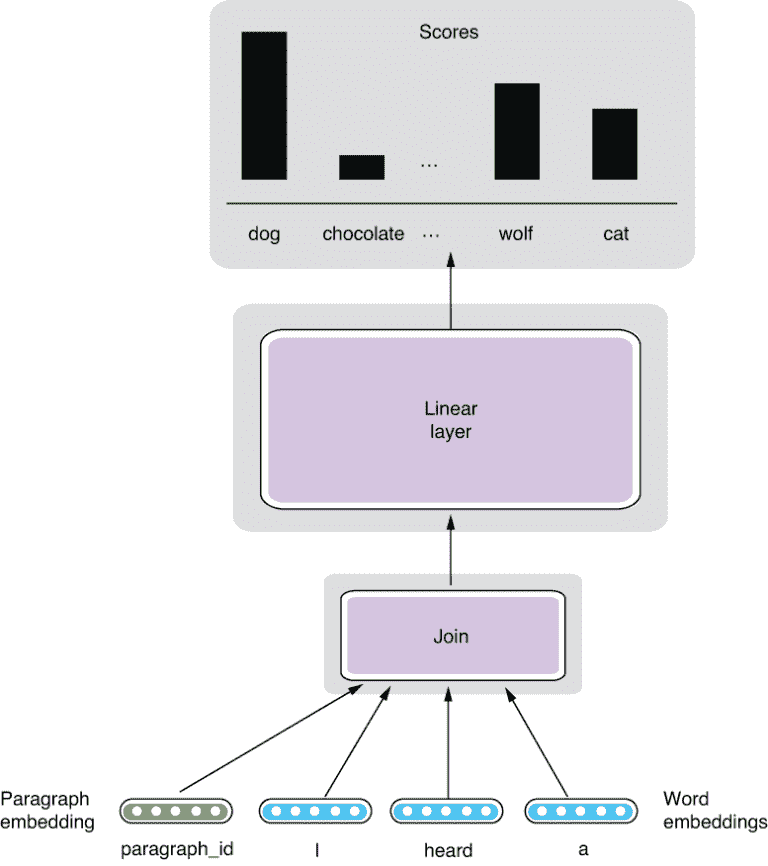 Scores
...
dog chocolate ... wolf cat
Linear
layer
Join
Paragraph
embedding
Word
embeddings
paragraph_id I heard a